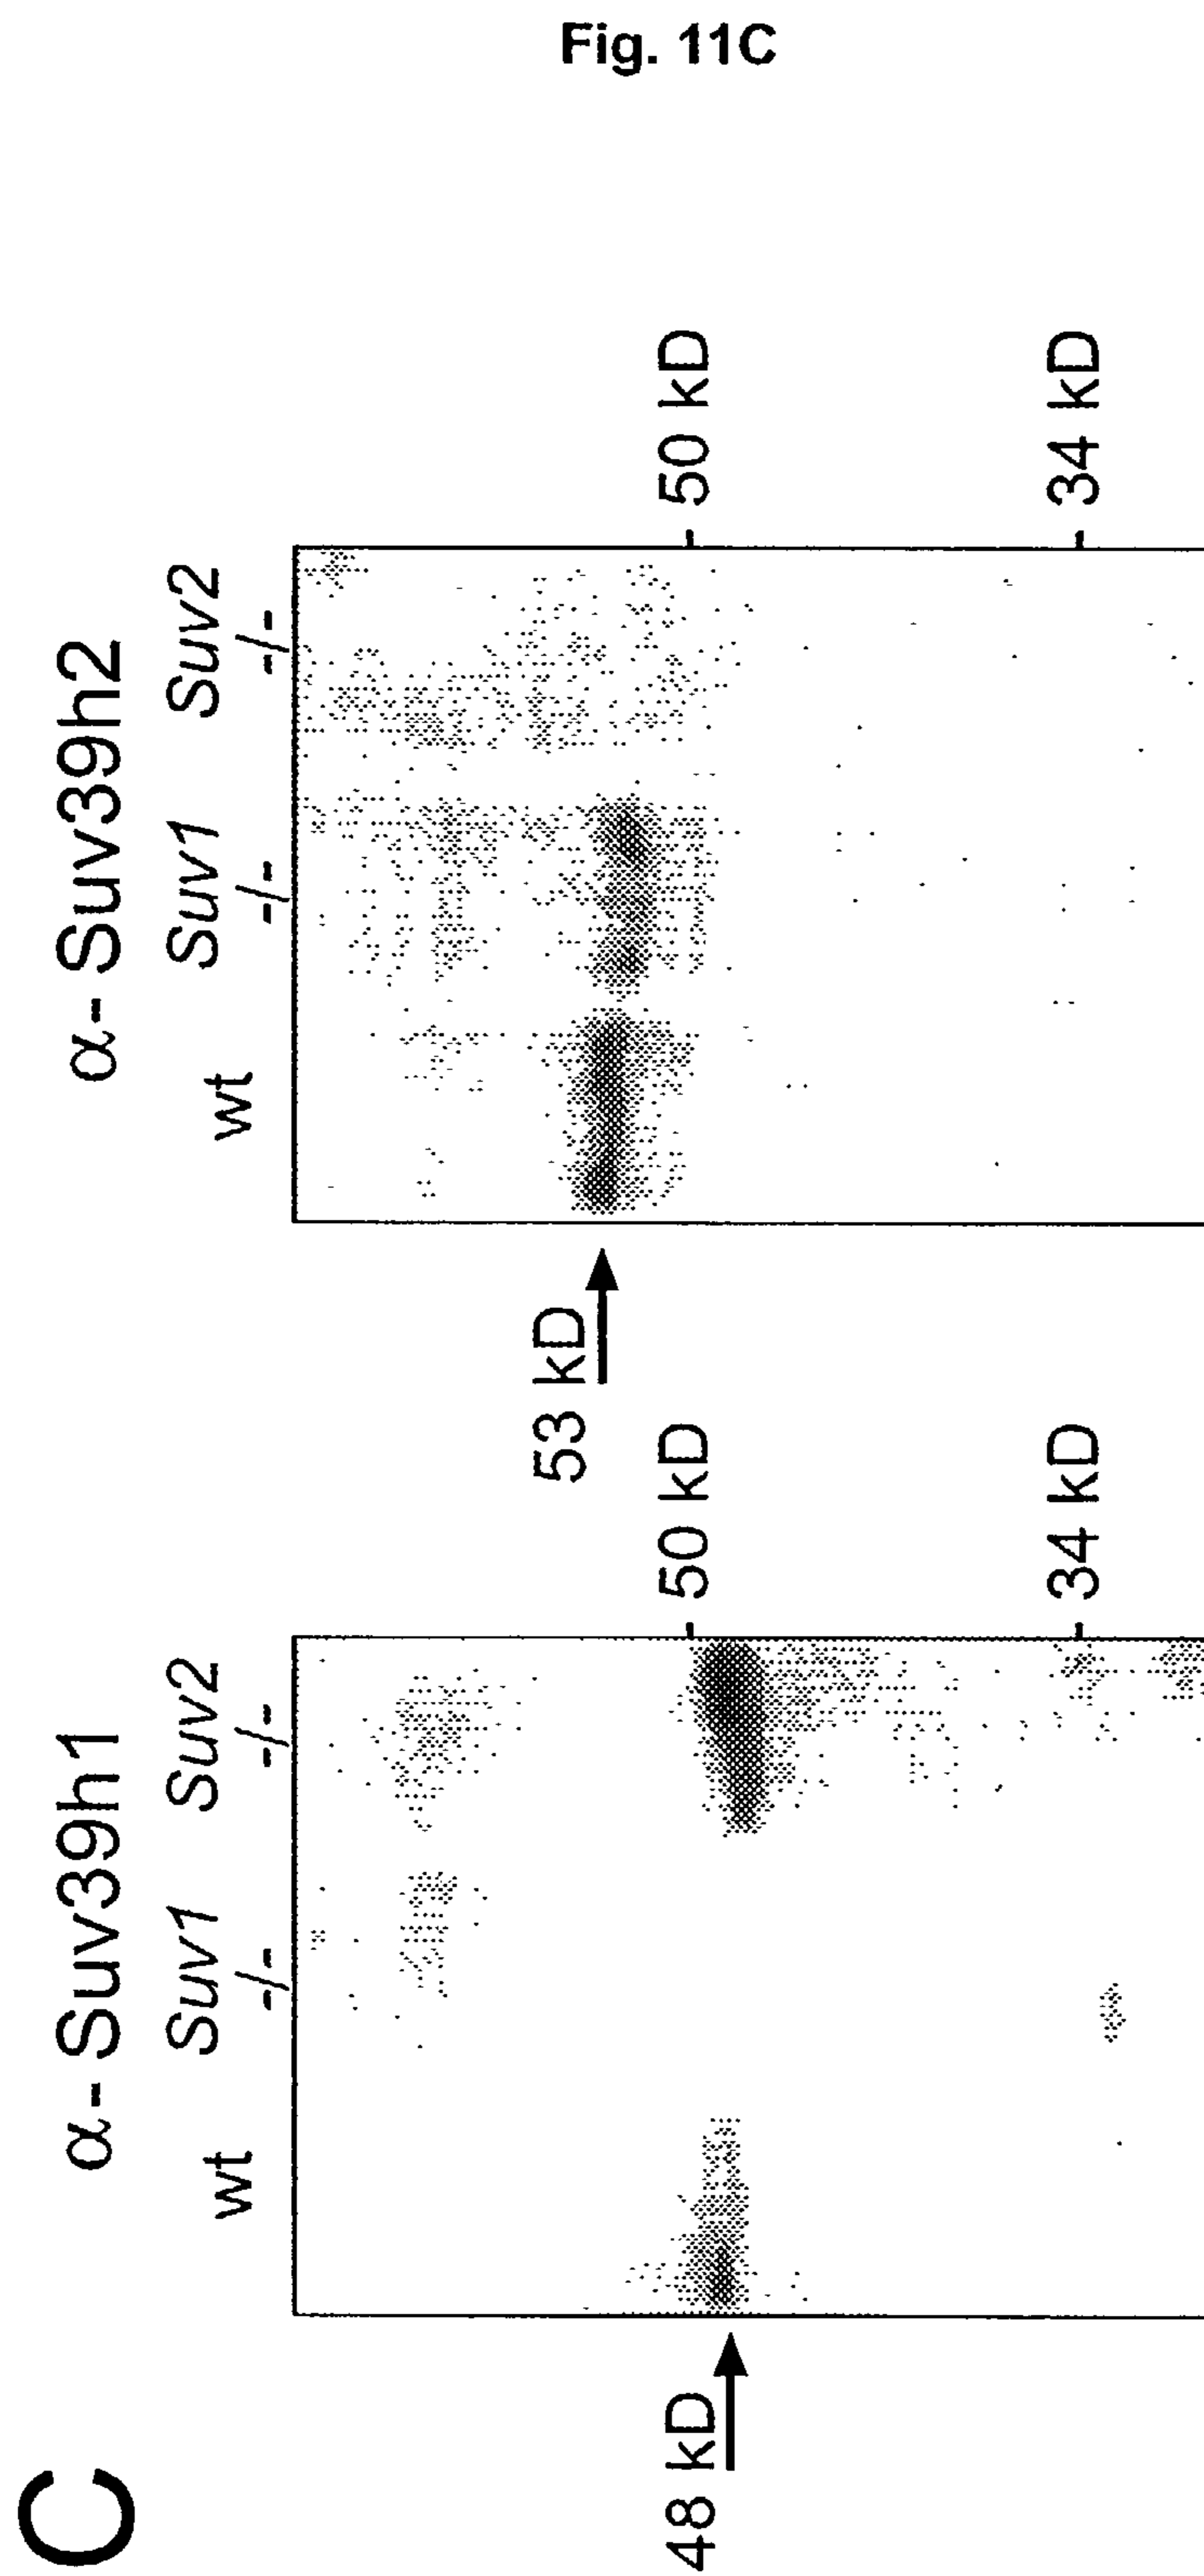 Fig. 11C
C
α- Suv39h1
wt
Suv1
-/-
Suv2
-/-
48 kD
50 kD
34 kD
α- Suv39h2
wt
Suv1
-/-
Suv2
-/-
53 kD
50 kD
34 kD